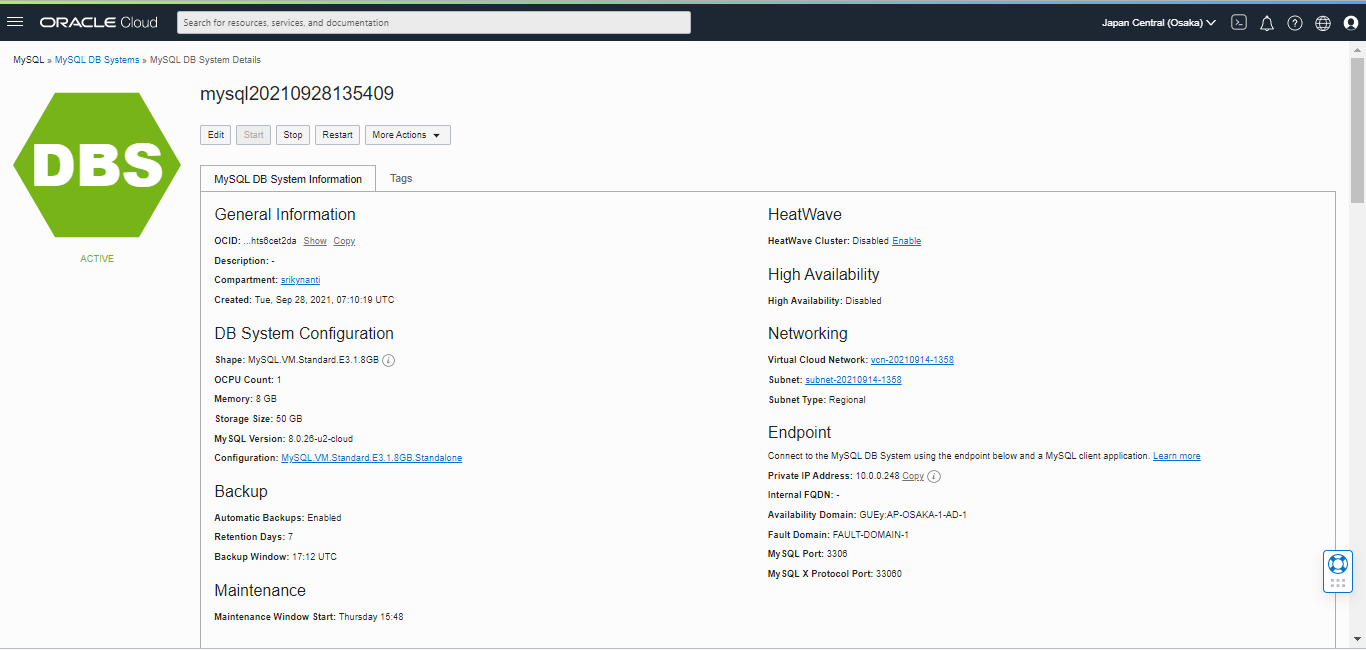 ORACLE Cloud
Search for resources, services, and documentation
Japan Central (Osaka)
MySQL » MySQL DB Systems » MySQL DB System Details
DBS
ACTIVE
mysql20210928135409
Edit Start Stop Restart More Actions
MySQL DB System Information Tags
General Information
OCID: ...hts6cet2da Show Copy
Description: -
Compartment: srikynanti
Created: Tue, Sep 28, 2021, 07:10:19 UTC
DB System Configuration
Shape: MySQL.VM.Standard.E3.1.8GB
OCPU Count: 1
Memory: 8 GB
Storage Size: 50 GB
MySQL Version: 8.0.26-u2-cloud
Configuration: MySQL.VM.Standard.E3.1.8GB.Standalone
Backup
Automatic Backups: Enabled
Retention Days: 7
Backup Window: 17:12 UTC
Maintenance
Maintenance Window Start: Thursday 15:48
HeatWave
HeatWave Cluster: Disabled Enable
High Availability
High Availability: Disabled
Networking
Virtual Cloud Network: vcn-20210914-1358
Subnet: subnet-20210914-1358
Subnet Type: Regional
Endpoint
Connect to the MySQL DB System using the endpoint below and a MySQL client application. Learn more
Private IP Address: 10.0.0.248 Copy
Internal FQDN: -
Availability Domain: GUEy:AP-OSAKA-1-AD-1
Fault Domain: FAULT-DOMAIN-1
MySQL Port: 3306
MySQL X Protocol Port: 33060